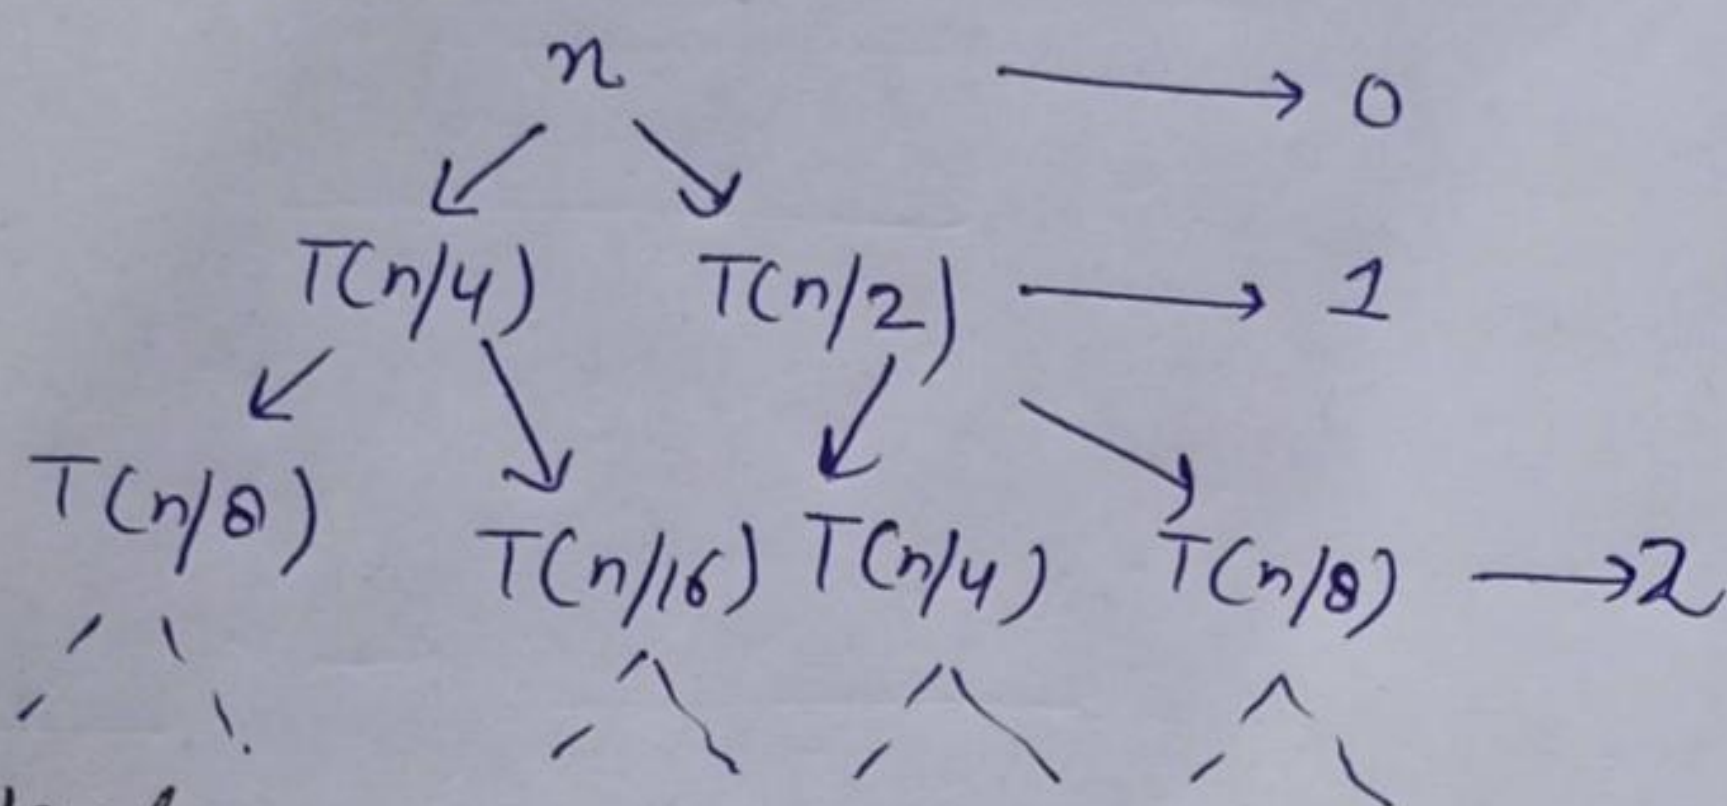 n → 0
T(n/4) T(n/2) → 1
T(n/8) T(n/16) T(n/4) T(n/8) → 2